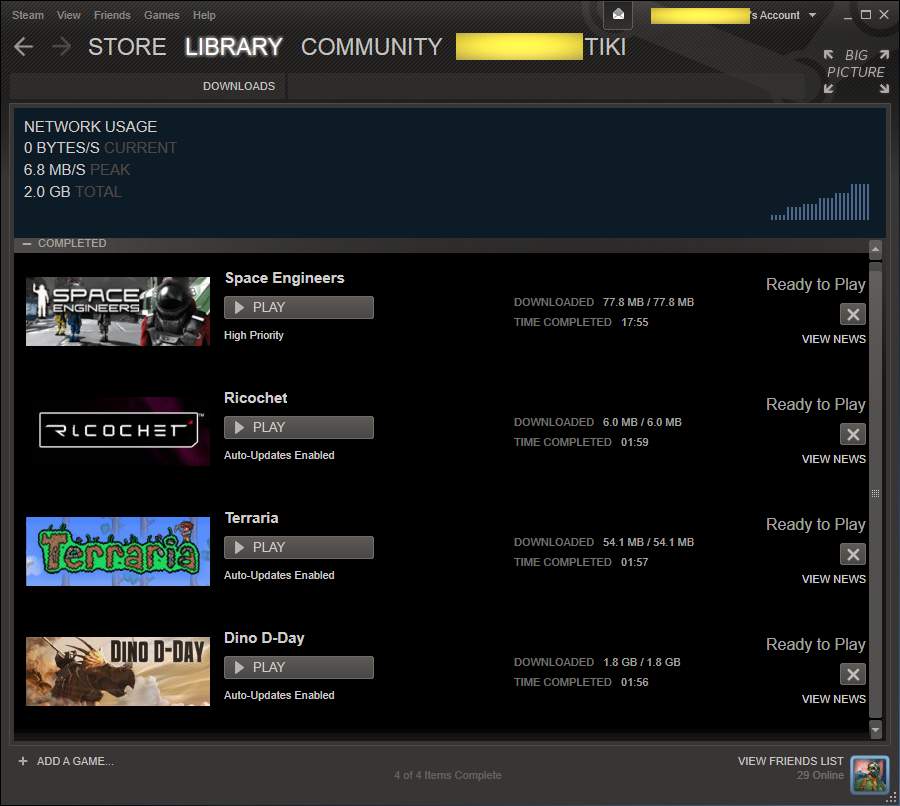 Steam View Friends Games Help
's Account
STORE LIBRARY COMMUNITY TIKI
BIG PICTURE
DOWNLOADS
NETWORK USAGE
0 BYTES/S CURRENT
6.8 MB/S PEAK
2.0 GB TOTAL
COMPLETED
SPACE ENGINEERS
Space Engineers
PLAY
High Priority
DOWNLOADED 77.8 MB / 77.8 MB
TIME COMPLETED 17:55
Ready to Play
VIEW NEWS
RICOCHET™
Ricochet
PLAY
Auto-Updates Enabled
DOWNLOADED 6.0 MB / 6.0 MB
TIME COMPLETED 01:59
Ready to Play
VIEW NEWS
Terraria
Terraria
PLAY
Auto-Updates Enabled
DOWNLOADED 54.1 MB / 54.1 MB
TIME COMPLETED 01:57
Ready to Play
VIEW NEWS
DINO D-DAY
Dino D-Day
PLAY
Auto-Updates Enabled
DOWNLOADED 1.8 GB / 1.8 GB
TIME COMPLETED 01:56
Ready to Play
VIEW NEWS
+ ADD A GAME...
4 of 4 Items Complete
VIEW FRIENDS LIST
29 Online